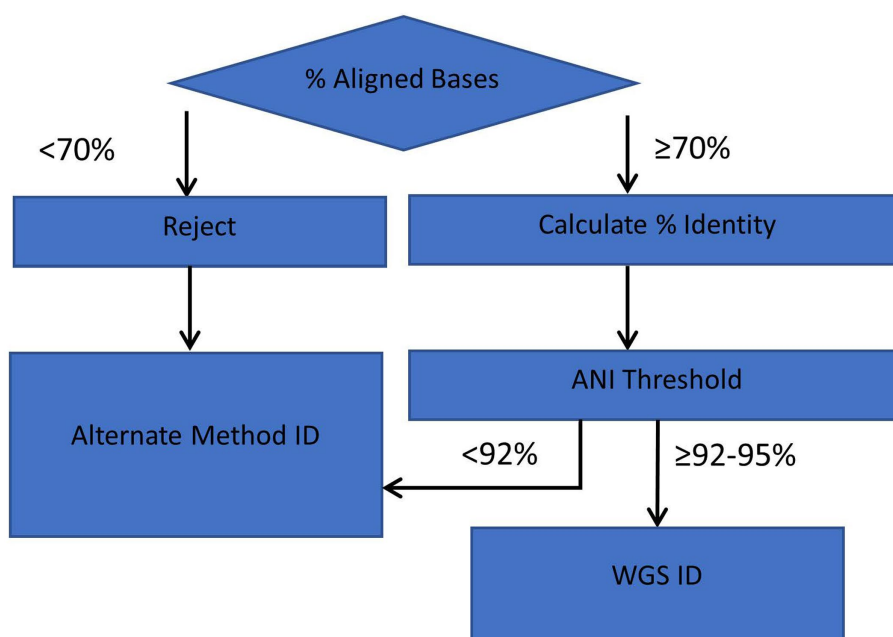 % Aligned Bases
<70%
≥70%
Reject
Calculate % Identity
ANI Threshold
Alternate Method ID
<92%
≥92-95%
WGS ID